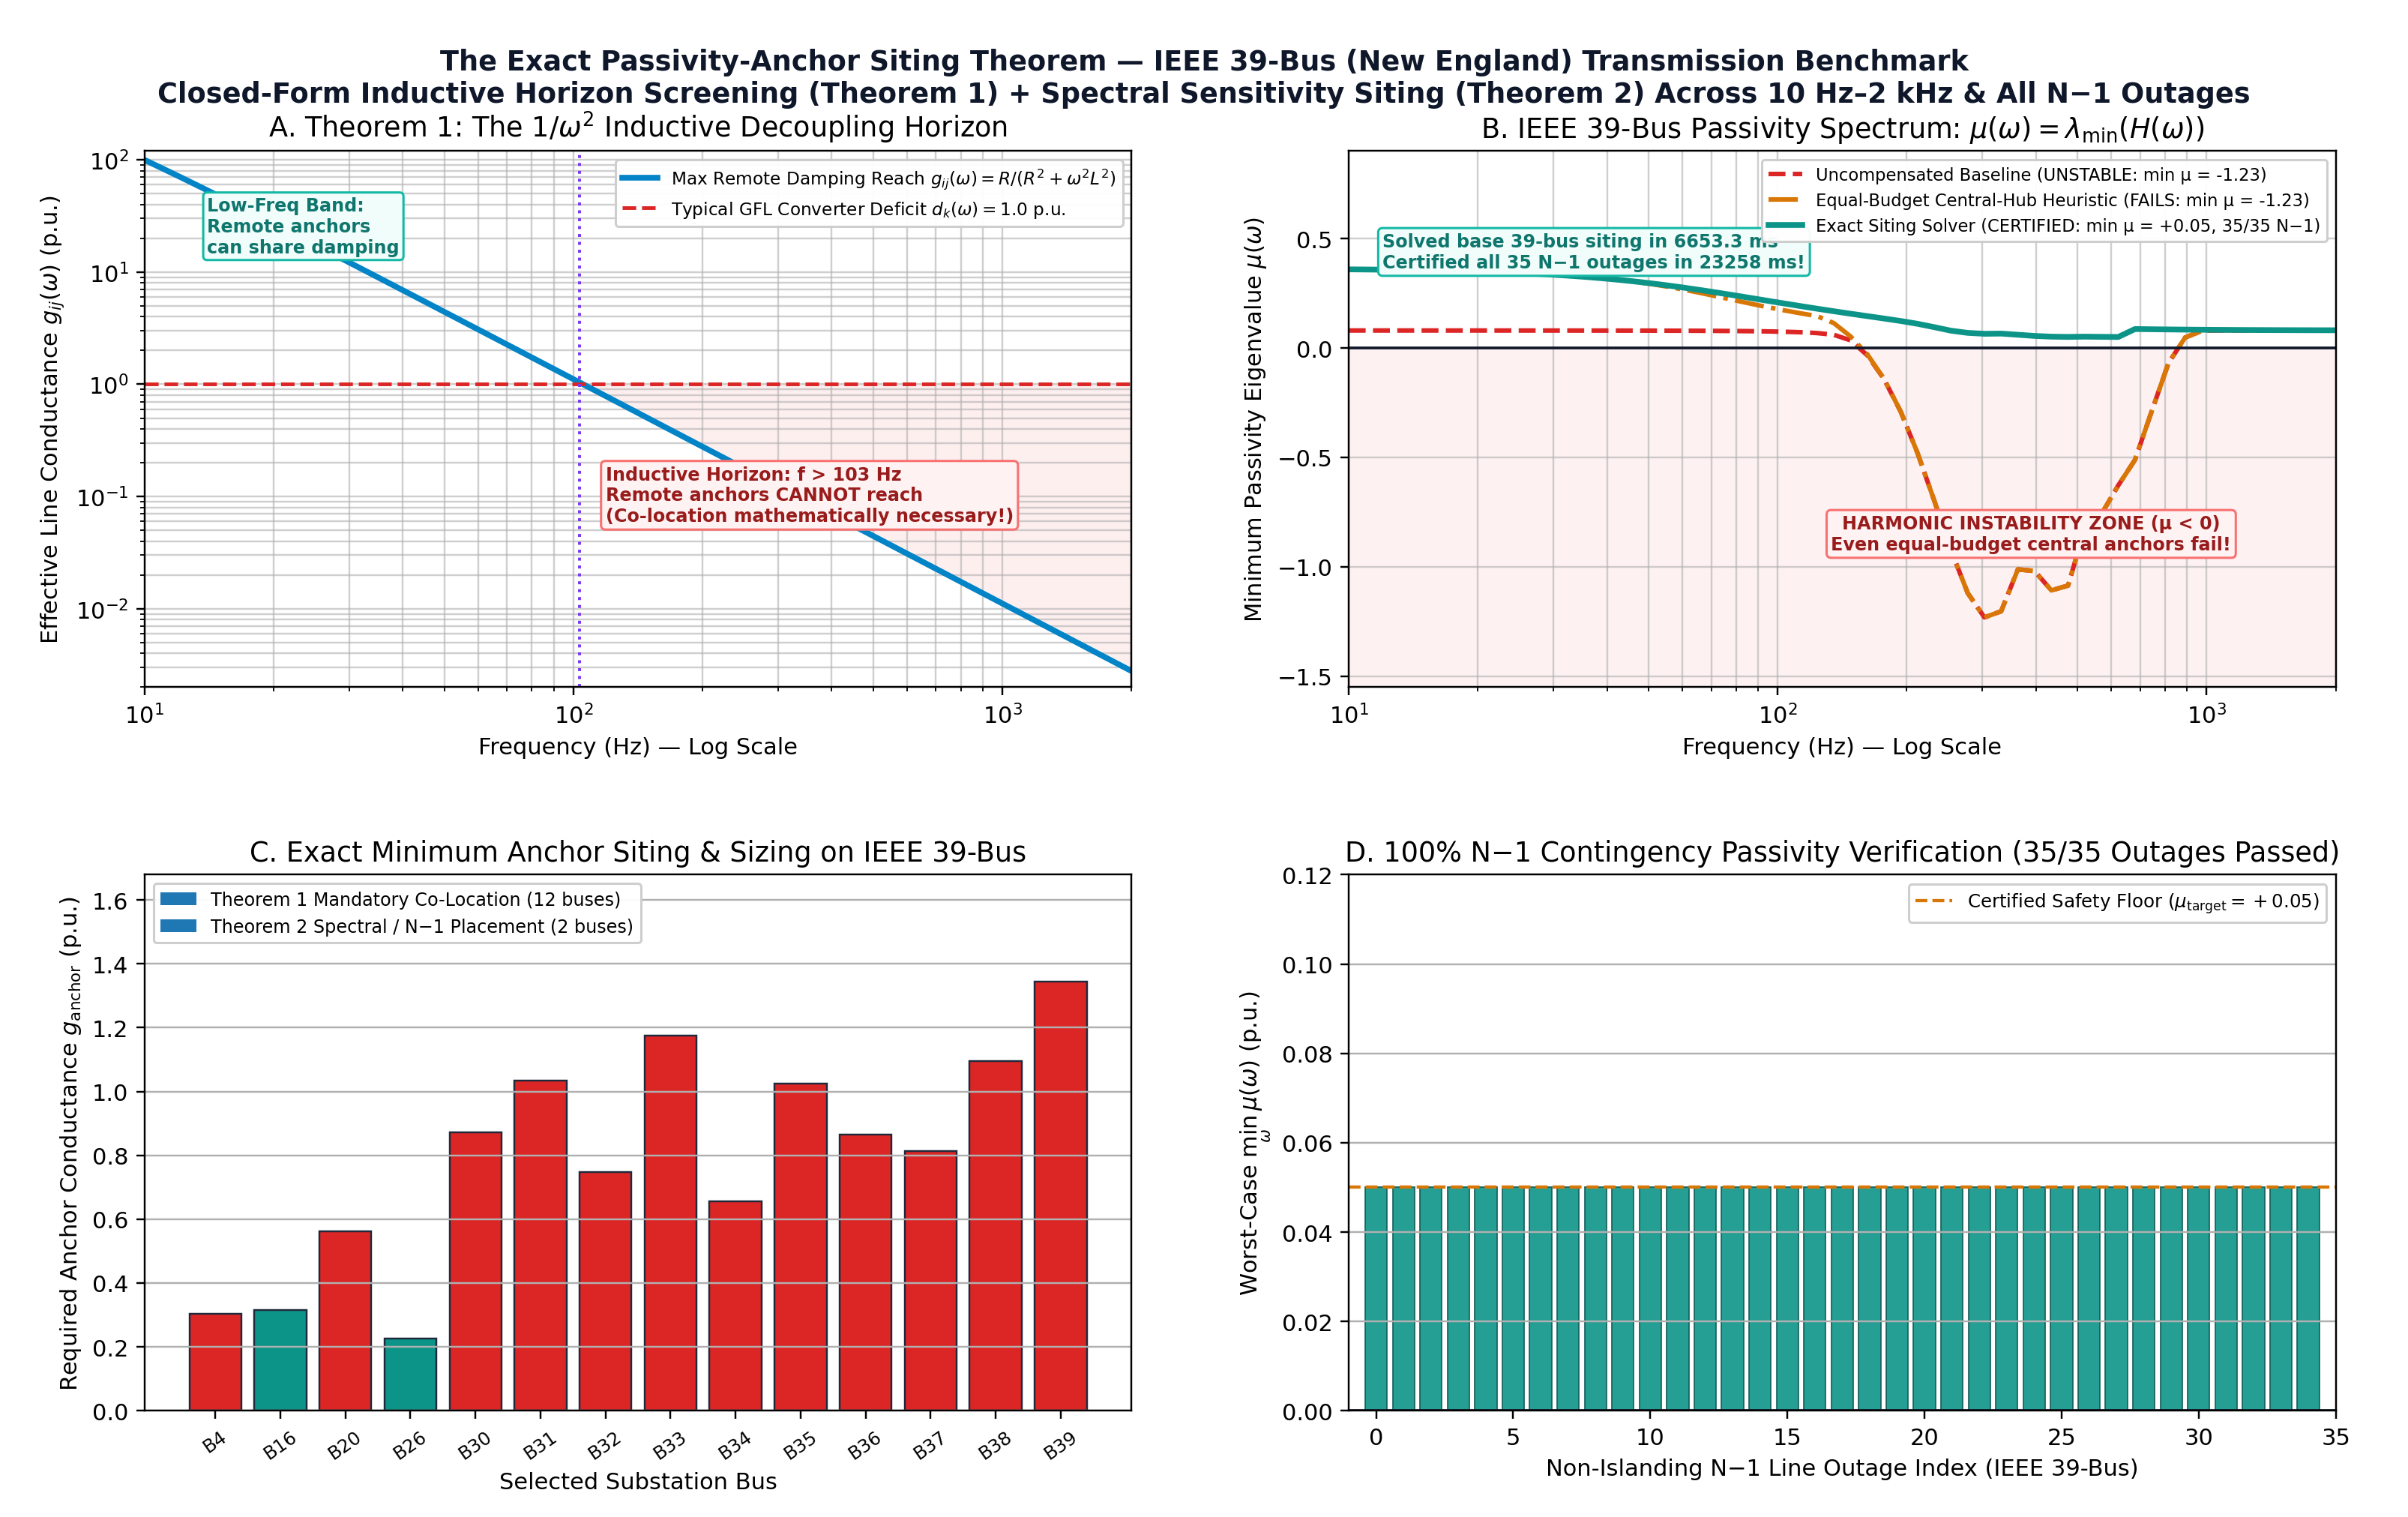 The Exact Passivity-Anchor Siting Theorem — IEEE 39-Bus (New England) Transmission Benchmark
Closed-Form Inductive Horizon Screening (Theorem 1) + Spectral Sensitivity Siting (Theorem 2) Across 10 Hz–2 kHz & All N−1 Outages
A. Theorem 1: The 1/ω² Inductive Decoupling Horizon
Effective Line Conductance gᵢⱼ(ω) (p.u.)
10²
10¹
10⁰
10⁻¹
10⁻²
Max Remote Damping Reach gᵢⱼ(ω) = R/(R² + ω²L²)
Typical GFL Converter Deficit dₖ(ω) = 1.0 p.u.
Low-Freq Band:
Remote anchors
can share damping
Inductive Horizon: f > 103 Hz
Remote anchors CANNOT reach
(Co-location mathematically necessary!)
10¹ 10² 10³
Frequency (Hz) — Log Scale
B. IEEE 39-Bus Passivity Spectrum: μ(ω) = λmin(H(ω))
Minimum Passivity Eigenvalue μ(ω)
0.5
0.0
−0.5
−1.0
−1.5
Uncompensated Baseline (UNSTABLE: min μ = -1.23)
Equal-Budget Central-Hub Heuristic (FAILS: min μ = -1.23)
Exact Siting Solver (CERTIFIED: min μ = +0.05, 35/35 N−1)
Solved base 39-bus siting in 6653.3 ms
Certified all 35 N−1 outages in 23258 ms!
HARMONIC INSTABILITY ZONE (μ < 0)
Even equal-budget central anchors fail!
10¹ 10² 10³
Frequency (Hz) — Log Scale
C. Exact Minimum Anchor Siting & Sizing on IEEE 39-Bus
Required Anchor Conductance ganchor (p.u.)
1.6
1.4
1.2
1.0
0.8
0.6
0.4
0.2
0.0
Theorem 1 Mandatory Co-Location (12 buses)
Theorem 2 Spectral / N−1 Placement (2 buses)
B4 B16 B20 B26 B30 B31 B32 B33 B34 B35 B36 B37 B38 B39
Selected Substation Bus
D. 100% N−1 Contingency Passivity Verification (35/35 Outages Passed)
Worst-Case minω μ(ω) (p.u.)
0.12
0.10
0.08
0.06
0.04
0.02
0.00
Certified Safety Floor (μtarget = +0.05)
0 5 10 15 20 25 30 35
Non-Islanding N−1 Line Outage Index (IEEE 39-Bus)